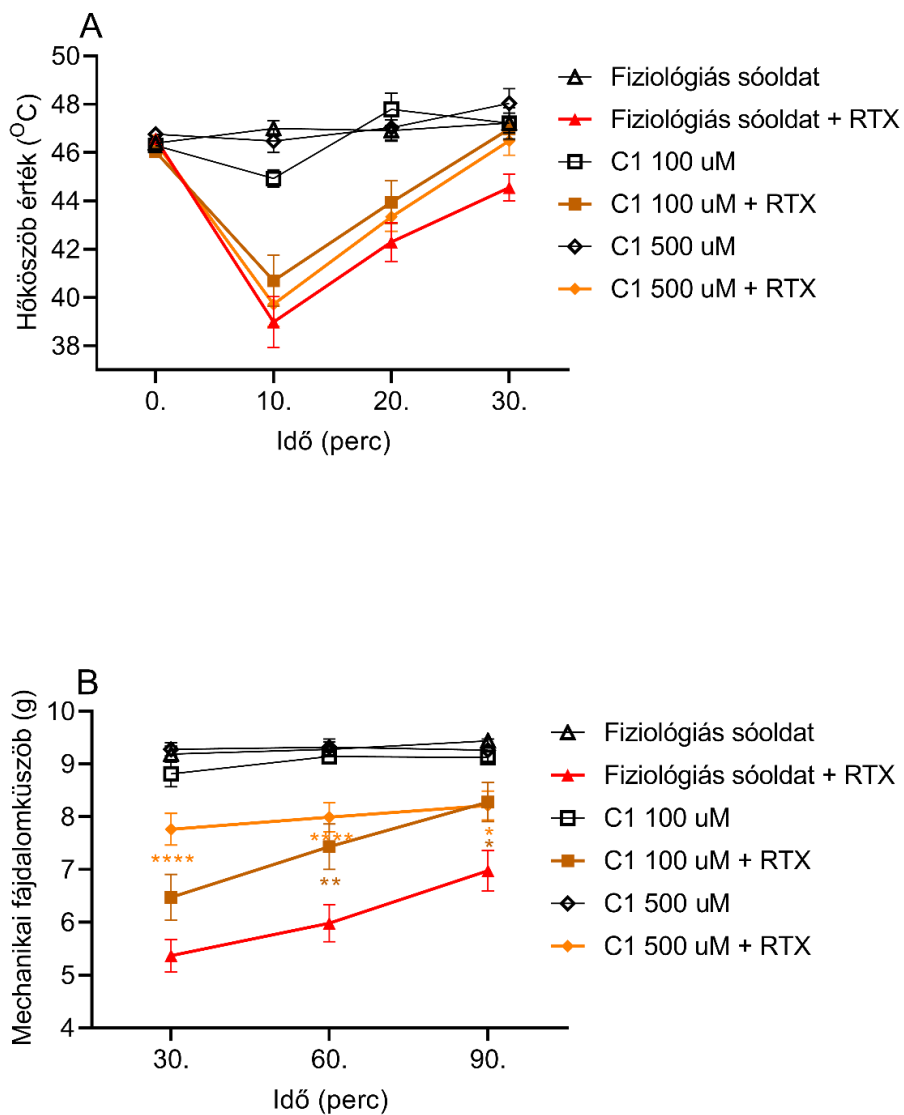 A
50
48
46
44
42
40
38
Hőköszöb érték (°C)
0.
10.
20.
30.
Idő (perc)
Fiziológiás sóoldat
Fiziológiás sóoldat + RTX
C1 100 uM
C1 100 uM + RTX
C1 500 uM
C1 500 uM + RTX
B
10
9
8
7
6
5
4
Mechanikai fájdalomküszöb (g)
****
****
**
*
*
30.
60.
90.
Idő (perc)
Fiziológiás sóoldat
Fiziológiás sóoldat + RTX
C1 100 uM
C1 100 uM + RTX
C1 500 uM
C1 500 uM + RTX